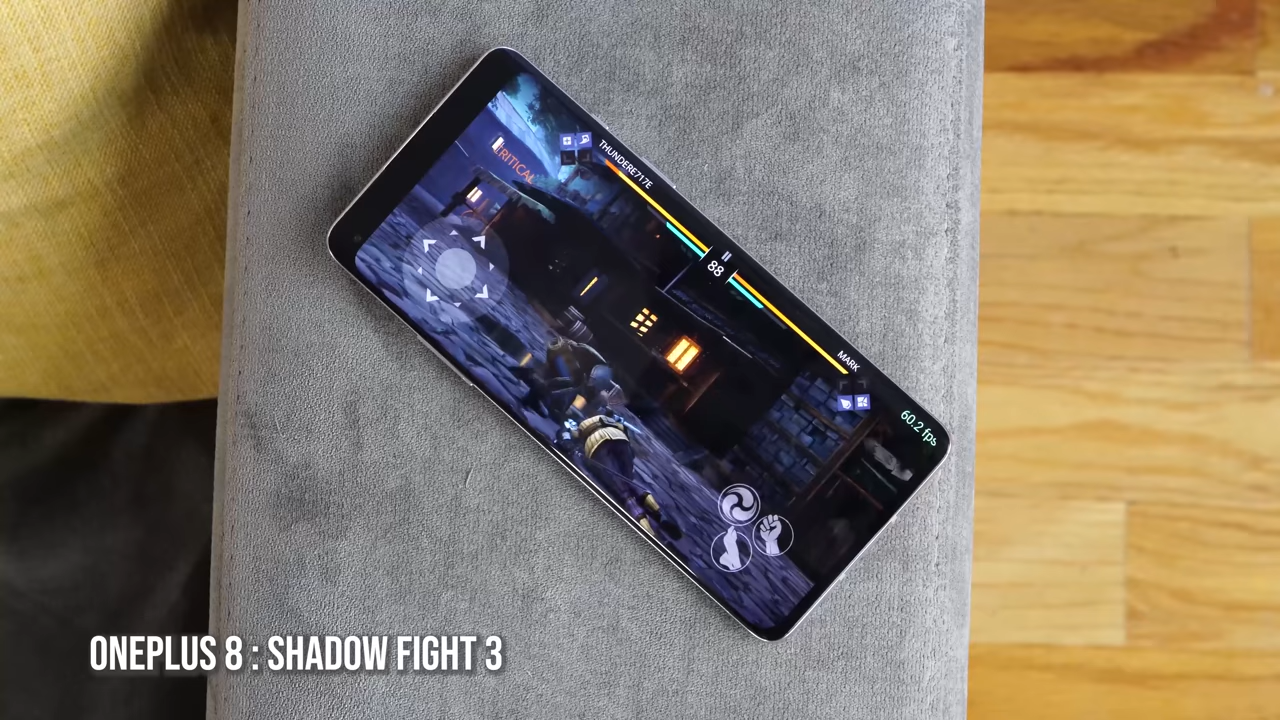 CRITICAL
THUNDERE717E
88
MARK
60.2 fps
ONEPLUS 8 : SHADOW FIGHT 3